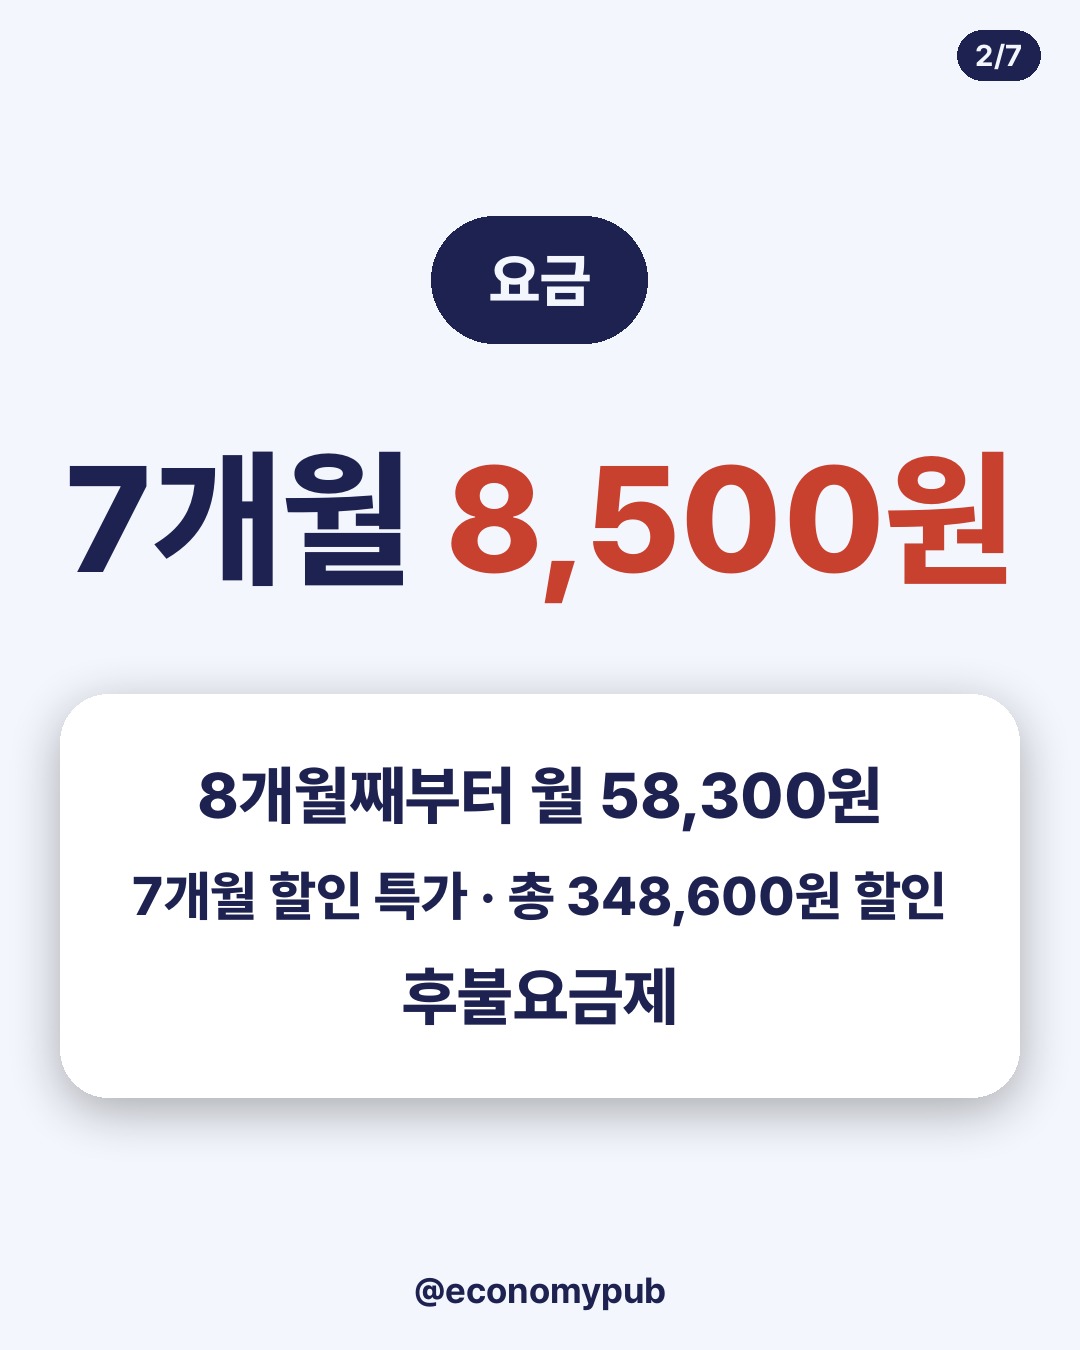 2/7
요금
7개월 8,500원
8개월째부터 월 58,300원
7개월 할인 특가 · 총 348,600원 할인
후불요금제
@economypub